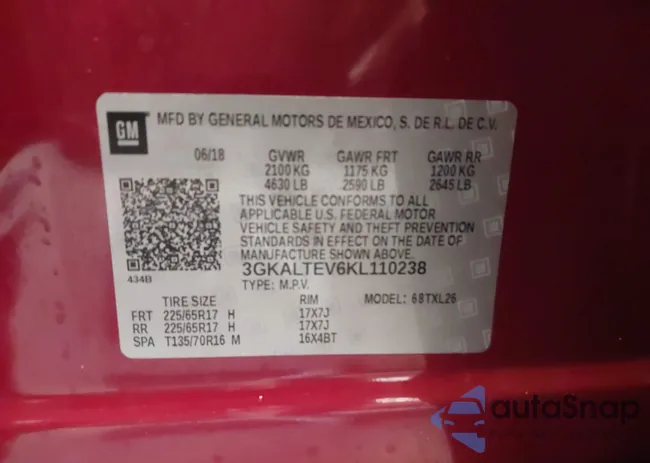 GM MFD BY GENERAL MOTORS DE MEXICO, S. DE R.L. DE C.V.
06/18 GVWR GAWR FRT GAWR RR
2100 KG 1175 KG 1200 KG
4630 LB 2590 LB 2645 LB
THIS VEHICLE CONFORMS TO ALL
APPLICABLE U.S. FEDERAL MOTOR
VEHICLE SAFETY AND THEFT PREVENTION
STANDARDS IN EFFECT ON THE DATE OF
MANUFACTURE SHOWN ABOVE.
434B 3GKALTEV6KL110238
TYPE: M.P.V. MODEL: 68TXL26
TIRE SIZE RIM
FRT 225/65R17 H 17X7J
RR 225/65R17 H 17X7J
SPA T135/70R16 M 16X4BT
autoSnap